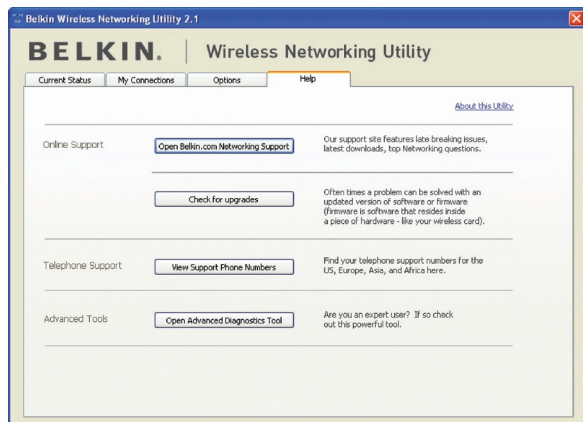 Belkin Wireless Networking Utility 2.1
BELKIN. Wireless Networking Utility
Current Status My Connections Options Help
About this Utility
Online Support
Open Belkin.com Networking Support
Our support site features late breaking issues,
latest downloads, top Networking questions.
Check for upgrades
Often times a problem can be solved with an
updated version of software or firmware
(firmware is software that resides inside
a piece of hardware - like your wireless card).
Telephone Support
View Support Phone Numbers
Find your telephone support numbers for the
US, Europe, Asia, and Africa here.
Advanced Tools
Open Advanced Diagnostics Tool
Are you an expert user? If so check
out this powerful tool.